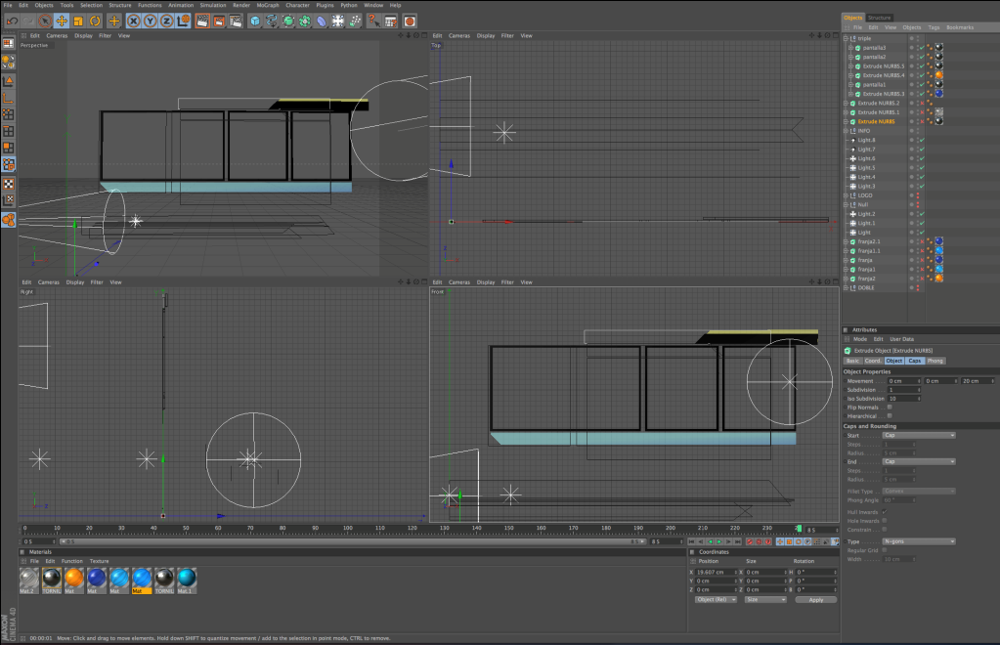 File Edit Objects Tools Selection Structure Functions Animation Simulation Render MoGraph Character Plugins Python Window Help
Edit Cameras Display Filter View
Perspective
Edit Cameras Display Filter View
Top
Edit Cameras Display Filter View
Right
Edit Cameras Display Filter View
Front
Objects Structure
File Edit View Objects Tags Bookmarks
triple
pantalla3
pantalla2
Extrude NURBS.5
Extrude NURBS.4
pantalla1
Extrude NURBS.3
Extrude NURBS.2
Extrude NURBS.1
Extrude NURBS
INFO
Light.8
Light.7
Light.6
Light.5
Light.4
Light.3
LOGO
Null
Light.2
Light.1
Light
franja2.1
franja1.1
franja
franja1
franja2
DOBLE
Attributes
Mode Edit User Data
Extrude Object [Extrude NURBS]
Basic Coord. Object Caps Phong
Object Properties
Movement 0 cm 0 cm 20 cm
Subdivision 1
Iso Subdivision 10
Flip Normals
Hierarchical
Caps and Rounding
Start Cap
Steps 1
Radius 5 cm
End Cap
Steps 1
Radius 5 cm
Fillet Type Convex
Phong Angle 60 °
Hull Inwards
Hole Inwards
Constrain
Type N-gons
Regular Grid
Width 10 cm
0 10 20 30 40 50 60 70 80 90 100 110 120 130 140 150 160 170 180 190 200 210 220 230
Materials
File Edit Function Texture
Mat.2 TORNIL Mat Mat Mat Mat TORNIL Mat.1
Coordinates
Position Size Rotation
X 19.607 cm X 0 cm H 0 °
Y 0 cm Y 0 cm P 0 °
Z 0 cm Z 0 cm B 0 °
Object (Rel) Size Apply
MAXON CINEMA 4D
00:00:01 Move: Click and drag to move elements. Hold down SHIFT to quantize movement / add to the selection in point mode, CTRL to remove.